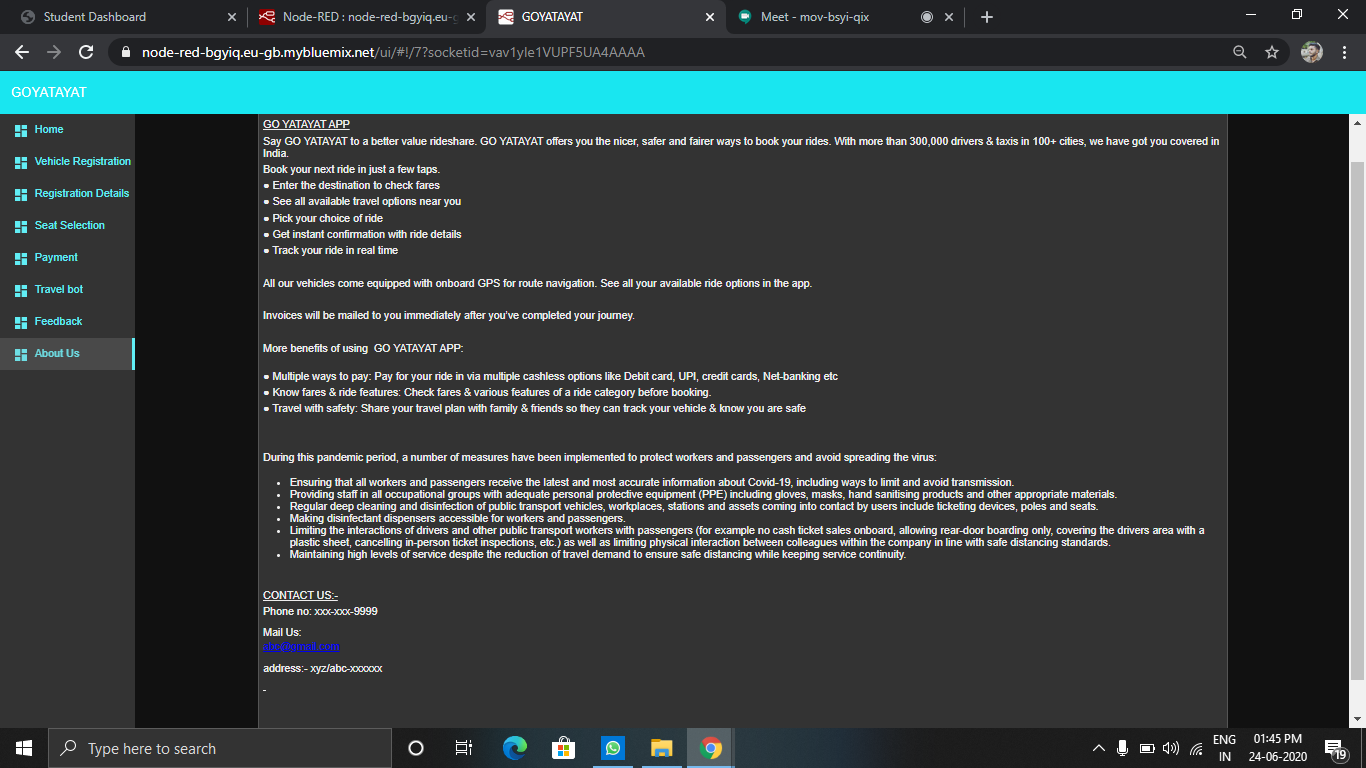 Student Dashboard
Node-RED : node-red-bgyiq.eu-g
GOYATAYAT
Meet - mov-bsyi-qix
node-red-bgyiq.eu-gb.mybluemix.net/ui/#!/7?socketid=vav1yle1VUPF5UA4AAAA
GOYATAYAT
Home
Vehicle Registration
Registration Details
Seat Selection
Payment
Travel bot
Feedback
About Us
GO YATAYAT APP
Say GO YATAYAT to a better value rideshare. GO YATAYAT offers you the nicer, safer and fairer ways to book your rides. With more than 300,000 drivers & taxis in 100+ cities, we have got you covered in
India.
Book your next ride in just a few taps.
● Enter the destination to check fares
● See all available travel options near you
● Pick your choice of ride
● Get instant confirmation with ride details
● Track your ride in real time
All our vehicles come equipped with onboard GPS for route navigation. See all your available ride options in the app.
Invoices will be mailed to you immediately after you've completed your journey.
More benefits of using  GO YATAYAT APP:
● Multiple ways to pay: Pay for your ride in via multiple cashless options like Debit card, UPI, credit cards, Net-banking etc
● Know fares & ride features: Check fares & various features of a ride category before booking.
● Travel with safety: Share your travel plan with family & friends so they can track your vehicle & know you are safe
During this pandemic period, a number of measures have been implemented to protect workers and passengers and avoid spreading the virus:
• Ensuring that all workers and passengers receive the latest and most accurate information about Covid-19, including ways to limit and avoid transmission.
• Providing staff in all occupational groups with adequate personal protective equipment (PPE) including gloves, masks, hand sanitising products and other appropriate materials.
• Regular deep cleaning and disinfection of public transport vehicles, workplaces, stations and assets coming into contact by users include ticketing devices, poles and seats.
• Making disinfectant dispensers accessible for workers and passengers.
• Limiting the interactions of drivers and other public transport workers with passengers (for example no cash ticket sales onboard, allowing rear-door boarding only, covering the drivers area with a
plastic sheet, cancelling in-person ticket inspections, etc.) as well as limiting physical interaction between colleagues within the company in line with safe distancing standards.
• Maintaining high levels of service despite the reduction of travel demand to ensure safe distancing while keeping service continuity.
CONTACT US:-
Phone no: xxx-xxx-9999
Mail Us:
abc@gmail.com
address:- xyz/abc-xxxxxx
-
Type here to search
ENG
IN
01:45 PM
24-06-2020
19